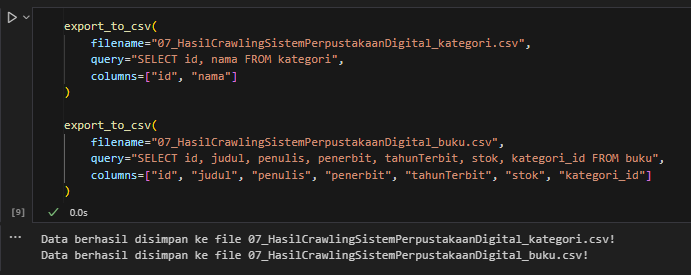 export_to_csv(
    filename="07_HasilCrawlingSistemPerpustakaanDigital_kategori.csv",
    query="SELECT id, nama FROM kategori",
    columns=["id", "nama"]
)
export_to_csv(
    filename="07_HasilCrawlingSistemPerpustakaanDigital_buku.csv",
    query="SELECT id, judul, penulis, penerbit, tahunTerbit, stok, kategori_id FROM buku",
    columns=["id", "judul", "penulis", "penerbit", "tahunTerbit", "stok", "kategori_id"]
)
[9] ✓ 0.0s
... Data berhasil disimpan ke file 07_HasilCrawlingSistemPerpustakaanDigital_kategori.csv!
Data berhasil disimpan ke file 07_HasilCrawlingSistemPerpustakaanDigital_buku.csv!